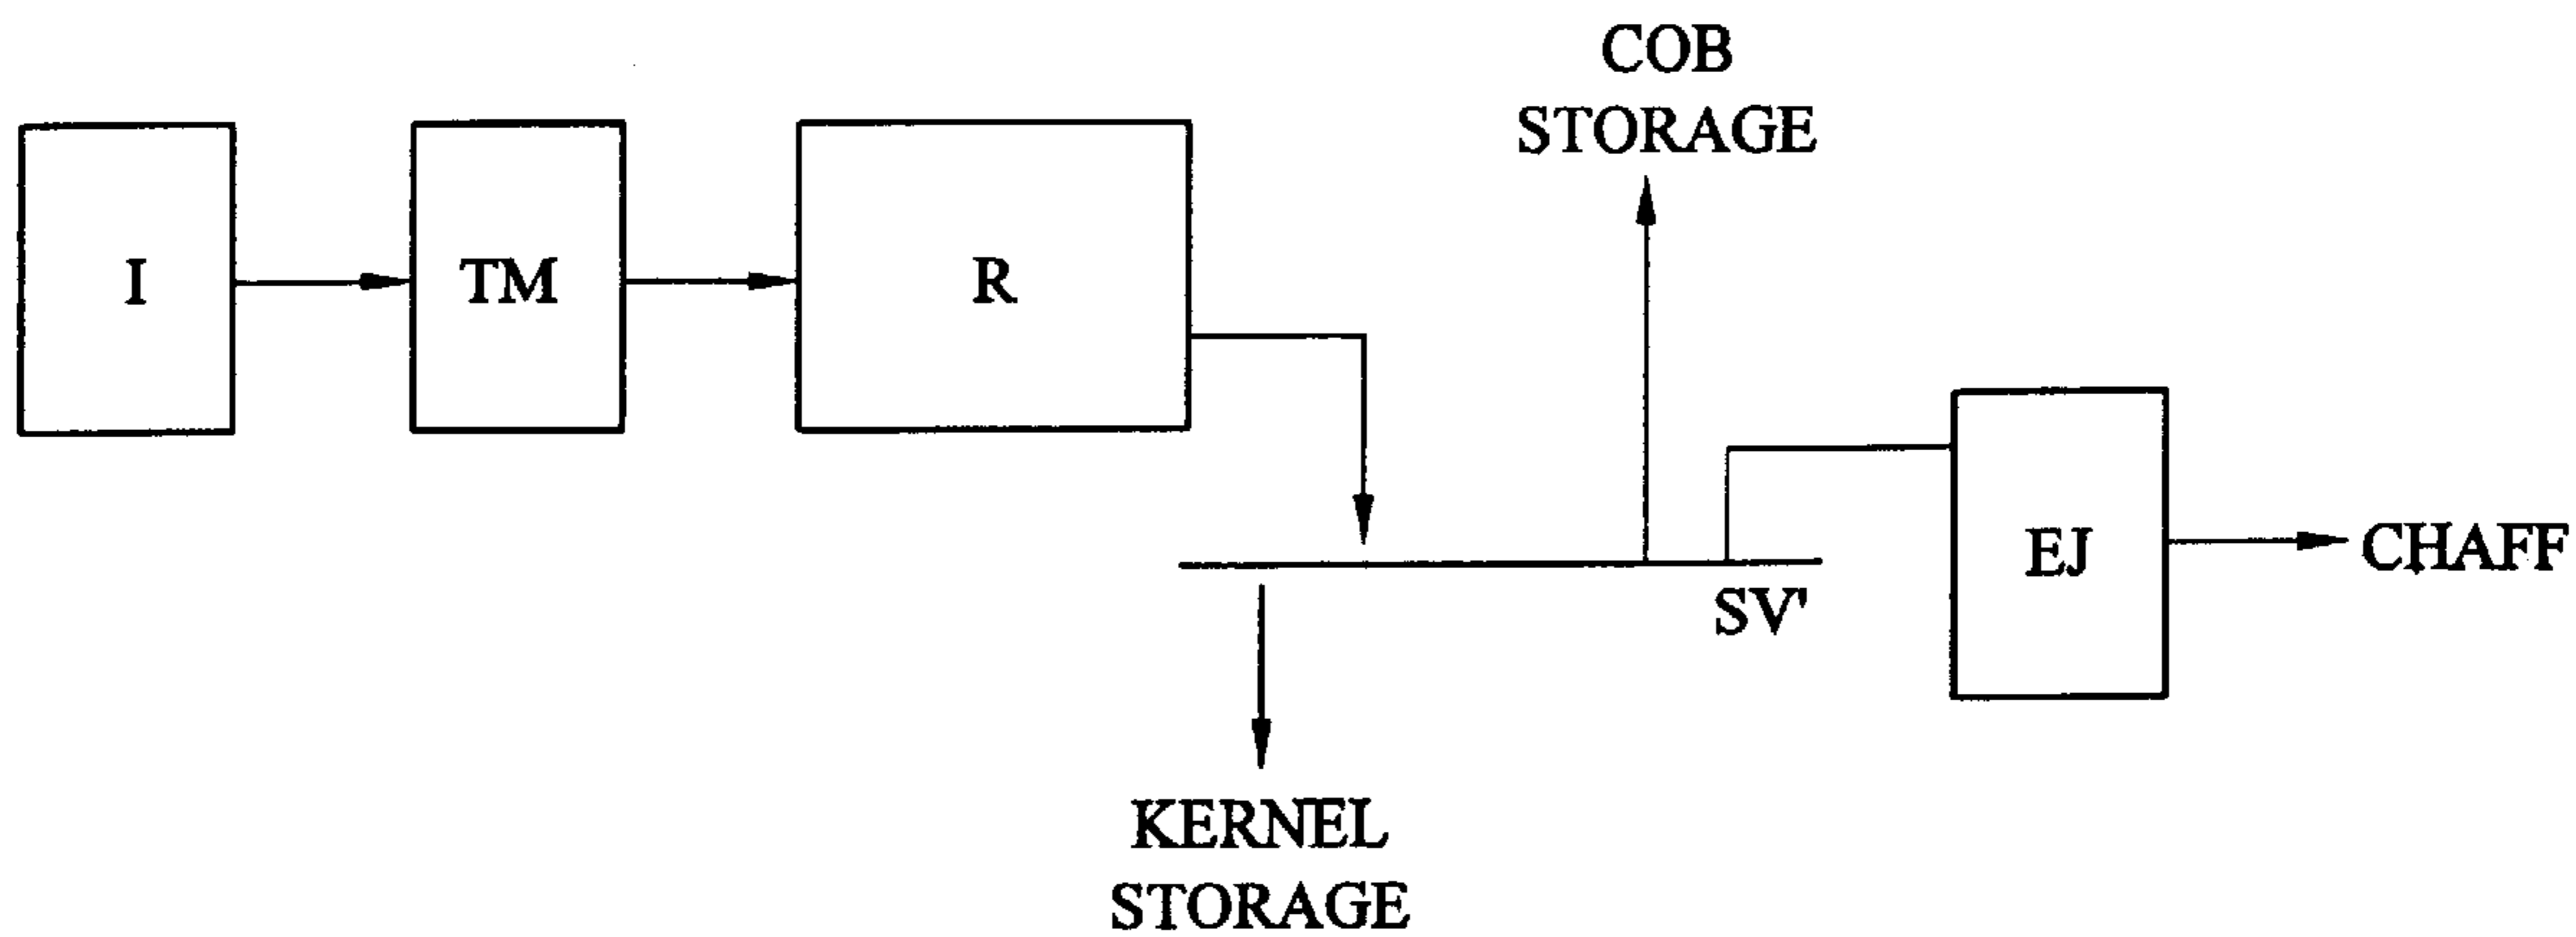 COB
STORAGE
I
TM
R
EJ
CHAFF
SV'
KERNEL
STORAGE